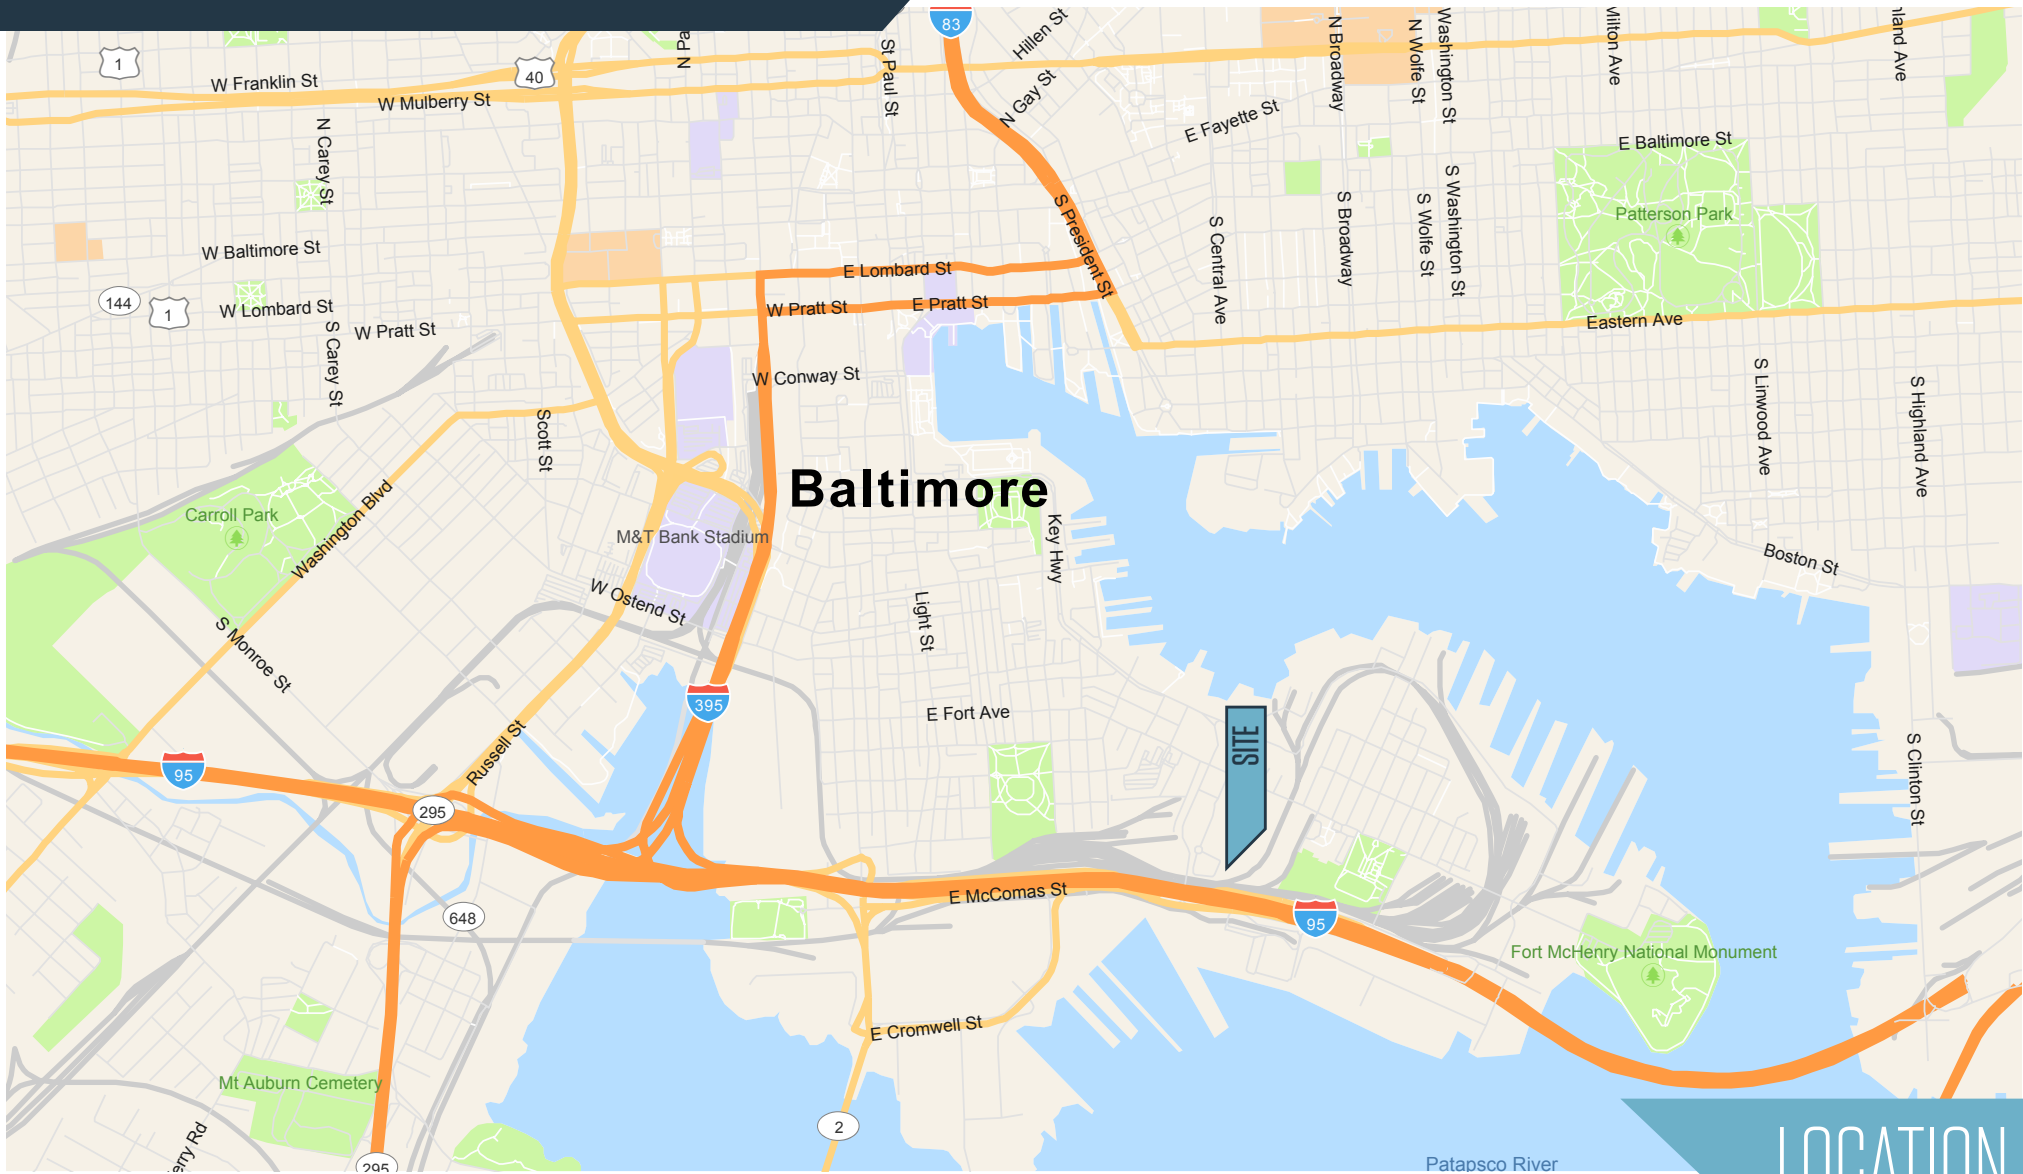 83
Hillen St
1
W Franklin St
40
W Mulberry St
St Paul St
N Gay St
E Fayette St
N Broadway
N Wolfe St
Washington St
E Baltimore St
N Carey St
Patterson Park
W Baltimore St
S President St
S Central Ave
S Broadway
S Wolfe St
S Washington St
144
1
W Lombard St
E Lombard St
W Pratt St
E Pratt St
W Pratt St
S Carey St
Eastern Ave
W Conway St
S Linwood Ave
S Highland Ave
Scott St
Baltimore
Carroll Park
Washington Blvd
M&T Bank Stadium
Key Hwy
Boston St
W Ostend St
Light St
S Monroe St
395
E Fort Ave
SITE
Russell St
95
S Clinton St
295
E McComas St
648
95
Fort McHenry National Monument
E Cromwell St
Mt Auburn Cemetery
2
295
Patapsco River
LOCATION